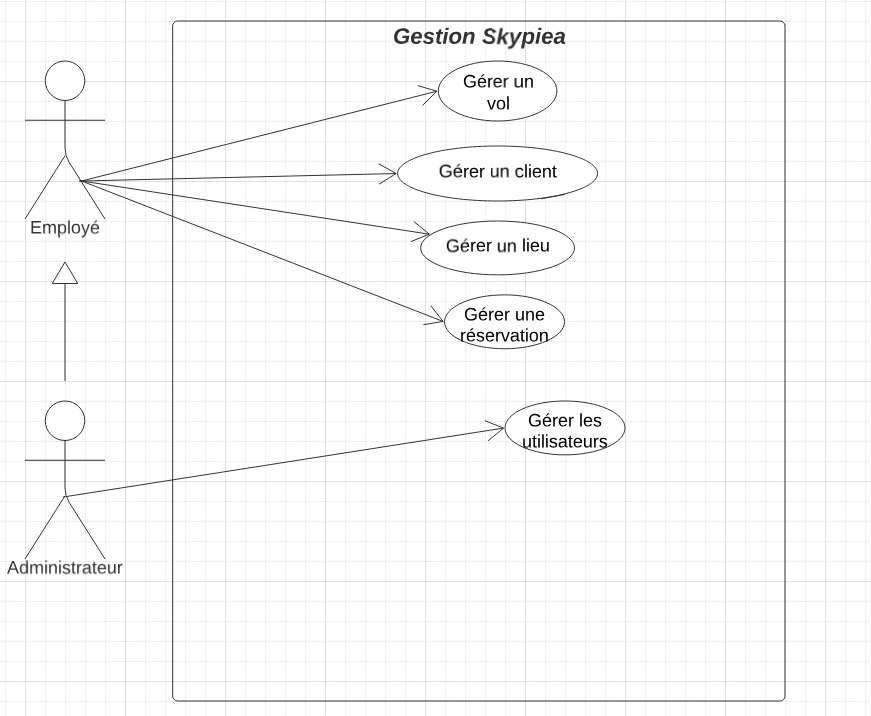 Gestion Skypiea
Gérer un
vol
Gérer un client
Employé
Gérer un lieu
Gérer une
réservation
Gérer les
utilisateurs
Administrateur